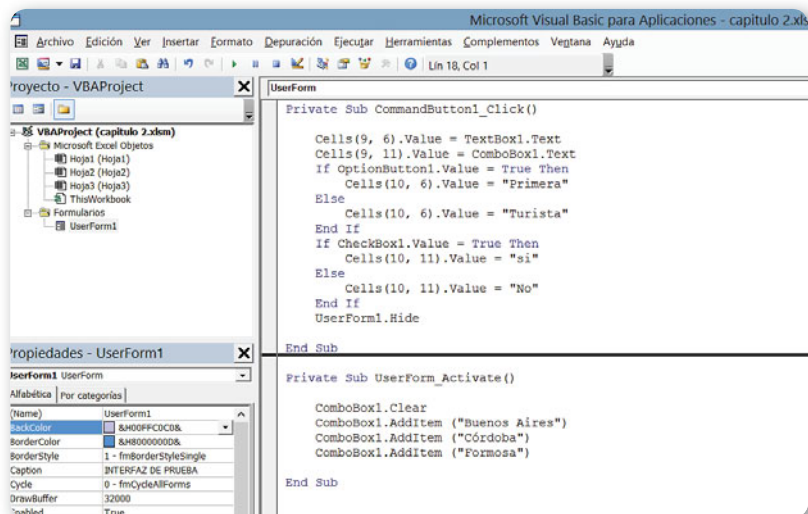 Microsoft Visual Basic para Aplicaciones - capitulo 2.xls
Archivo Edición Ver Insertar Formato Depuración Ejecutar Herramientas Complementos Ventana Ayuda
Lín 18, Col 1
Proyecto - VBAProject
VBAProject (capitulo 2.xlsm)
Microsoft Excel Objetos
Hoja1 (Hoja1)
Hoja2 (Hoja2)
Hoja3 (Hoja3)
ThisWorkbook
Formularios
UserForm1
Propiedades - UserForm1
UserForm1 UserForm
Alfabética Por categorías
(Name) UserForm1
BackColor &H00FFC0C0&
BorderColor &H8000000D&
BorderStyle 1 - fmBorderStyleSingle
Caption INTERFAZ DE PRUEBA
Cycle 0 - fmCycleAllForms
DrawBuffer 32000
Enabled True
UserForm
Private Sub CommandButton1_Click()
Cells(9, 6).Value = TextBox1.Text
Cells(9, 11).Value = ComboBox1.Text
If OptionButton1.Value = True Then
Cells(10, 6).Value = "Primera"
Else
Cells(10, 6).Value = "Turista"
End If
If CheckBox1.Value = True Then
Cells(10, 11).Value = "si"
Else
Cells(10, 11).Value = "No"
End If
UserForm1.Hide
End Sub
Private Sub UserForm_Activate()
ComboBox1.Clear
ComboBox1.AddItem ("Buenos Aires")
ComboBox1.AddItem ("Córdoba")
ComboBox1.AddItem ("Formosa")
End Sub